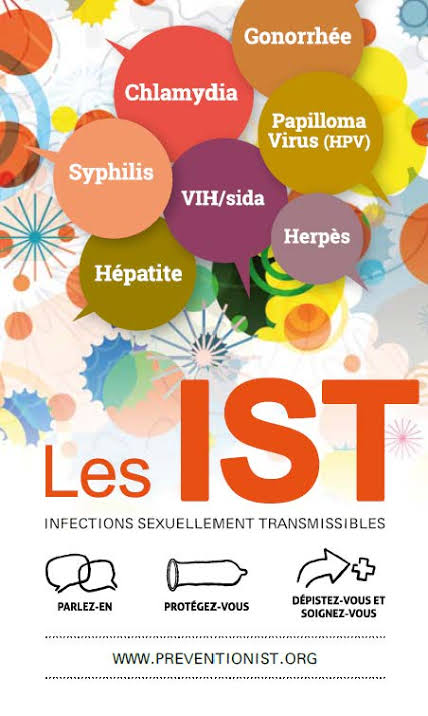 Gonorrhée
Chlamydia
Papilloma
Virus (HPV)
Syphilis
VIH/sida
Herpès
Hépatite
Les IST
INFECTIONS SEXUELLEMENT TRANSMISSIBLES
PARLEZ-EN
PROTÉGEZ-VOUS
DÉPISTEZ-VOUS ET
SOIGNEZ-VOUS
WWW.PREVENTIONIST.ORG